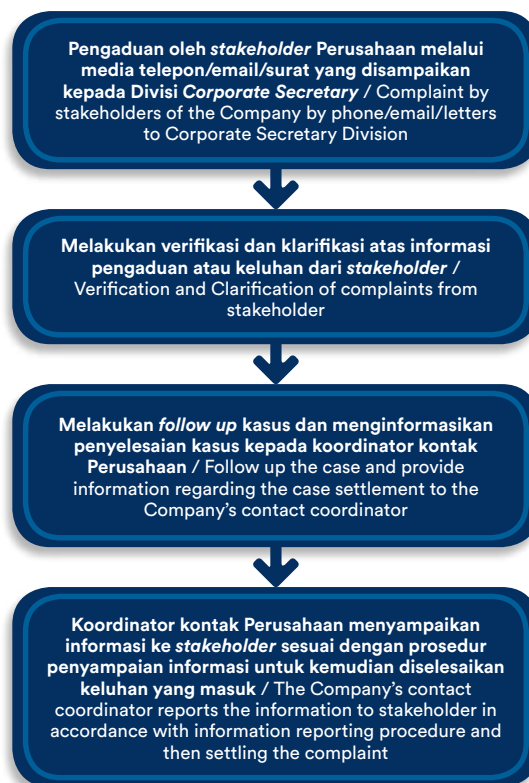 Pengaduan oleh stakeholder Perusahaan melalui
media telepon/email/surat yang disampaikan
kepada Divisi Corporate Secretary / Complaint by
stakeholders of the Company by phone/email/letters
to Corporate Secretary Division
Melakukan verifikasi dan klarifikasi atas informasi
pengaduan atau keluhan dari stakeholder /
Verification and Clarification of complaints from
stakeholder
Melakukan follow up kasus dan menginformasikan
penyelesaian kasus kepada koordinator kontak
Perusahaan / Follow up the case and provide
information regarding the case settlement to the
Company's contact coordinator
Koordinator kontak Perusahaan menyampaikan
informasi ke stakeholder sesuai dengan prosedur
penyampaian informasi untuk kemudian diselesaikan
keluhan yang masuk / The Company's contact
coordinator reports the information to stakeholder in
accordance with information reporting procedure and
then settling the complaint